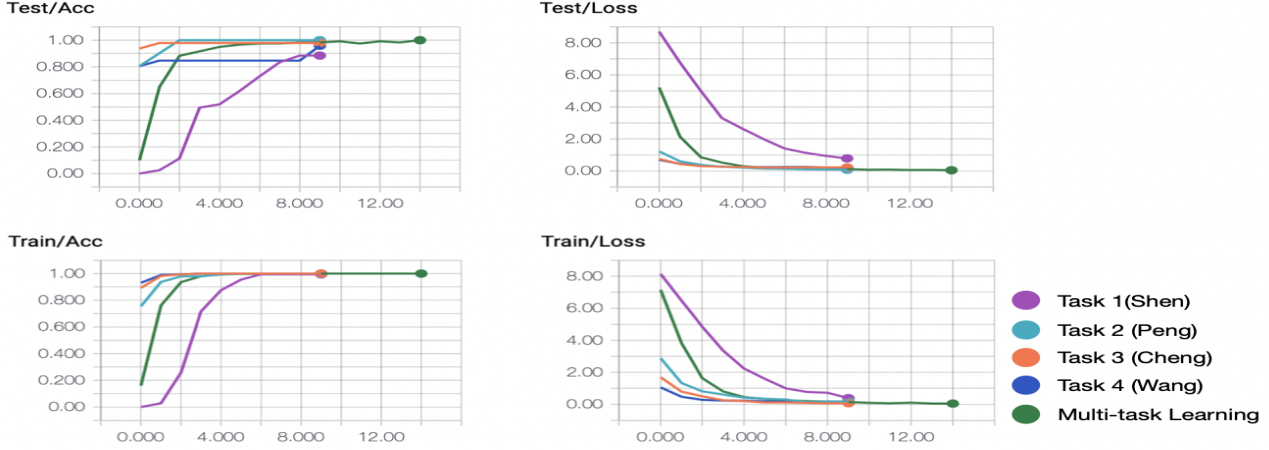 Test/Acc
1.00
0.800
0.600
0.400
0.200
0.00
0.000 4.000 8.000 12.00
Test/Loss
8.00
6.00
4.00
2.00
0.00
0.000 4.000 8.000 12.00
Train/Acc
1.00
0.800
0.600
0.400
0.200
0.00
0.000 4.000 8.000 12.00
Train/Loss
8.00
6.00
4.00
2.00
0.00
0.000 4.000 8.000 12.00
Task 1(Shen)
Task 2 (Peng)
Task 3 (Cheng)
Task 4 (Wang)
Multi-task Learning